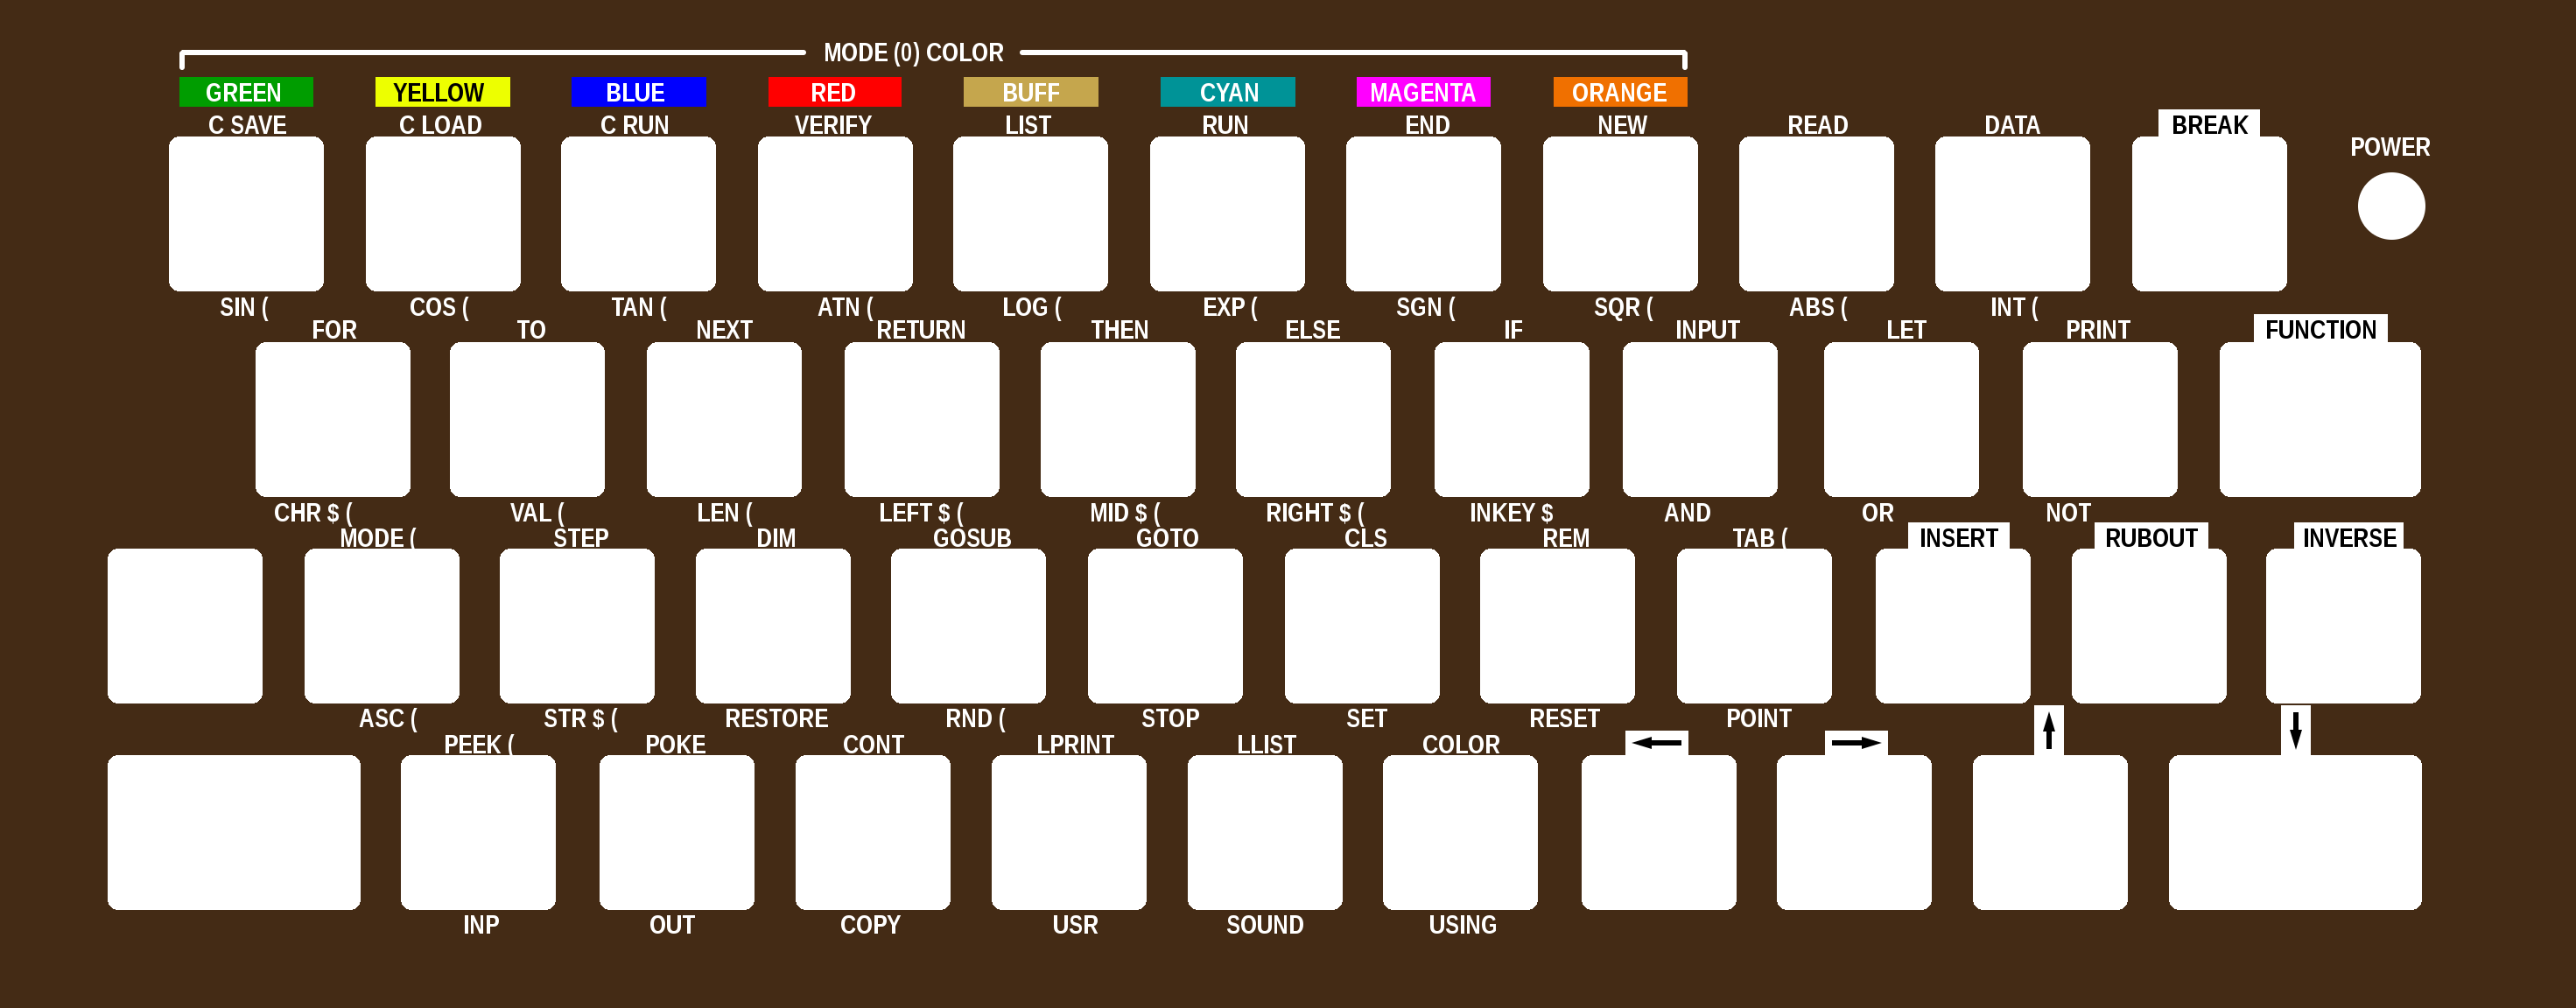 MODE (0) COLOR
GREEN YELLOW BLUE RED BUFF CYAN MAGENTA ORANGE
C SAVE C LOAD C RUN VERIFY LIST RUN END NEW READ DATA BREAK
POWER
SIN ( COS ( TAN ( ATN ( LOG ( EXP ( SGN ( SQR ( ABS ( INT (
FOR TO NEXT RETURN THEN ELSE IF INPUT LET PRINT FUNCTION
CHR $ ( VAL ( LEN ( LEFT $ ( MID $ ( RIGHT $ ( INKEY $ AND OR NOT
MODE ( STEP DIM GOSUB GOTO CLS REM TAB ( INSERT RUBOUT INVERSE
ASC ( STR $ ( RESTORE RND ( STOP SET RESET POINT
PEEK ( POKE CONT LPRINT LLIST COLOR
INP OUT COPY USR SOUND USING